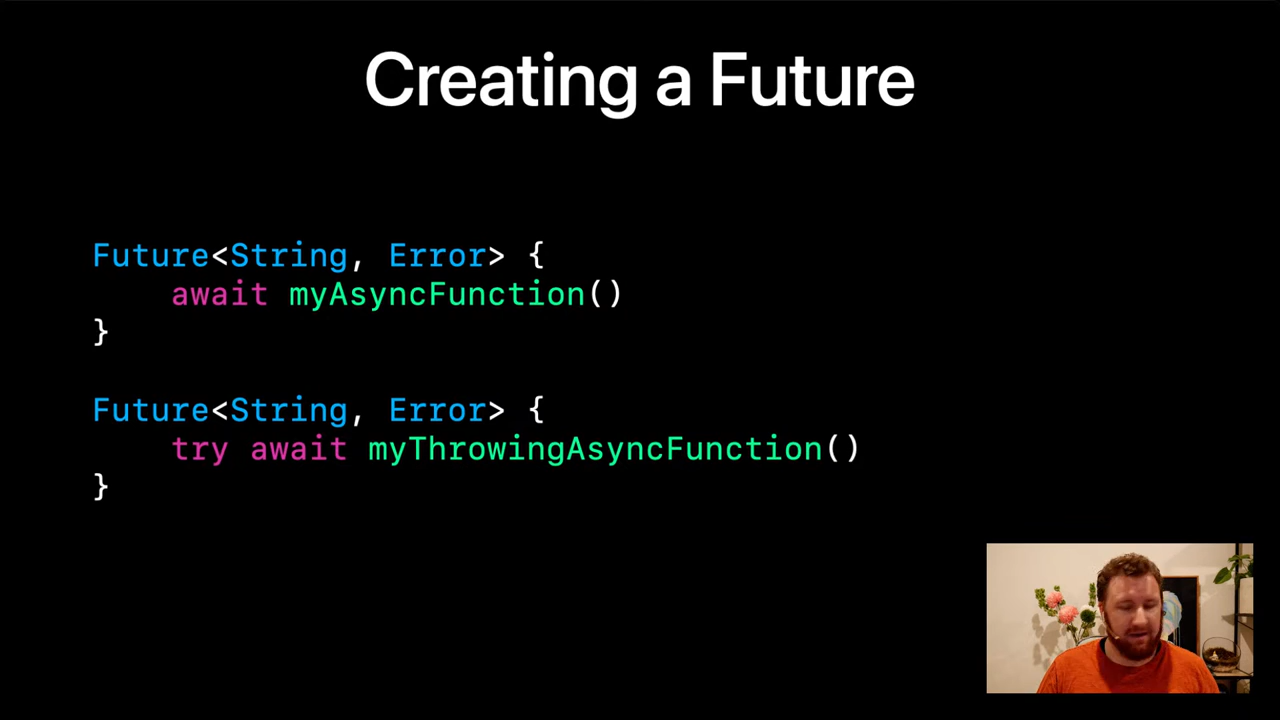 Creating a Future
Future<String, Error> {
    await myAsyncFunction()
}
Future<String, Error> {
    try await myThrowingAsyncFunction()
}